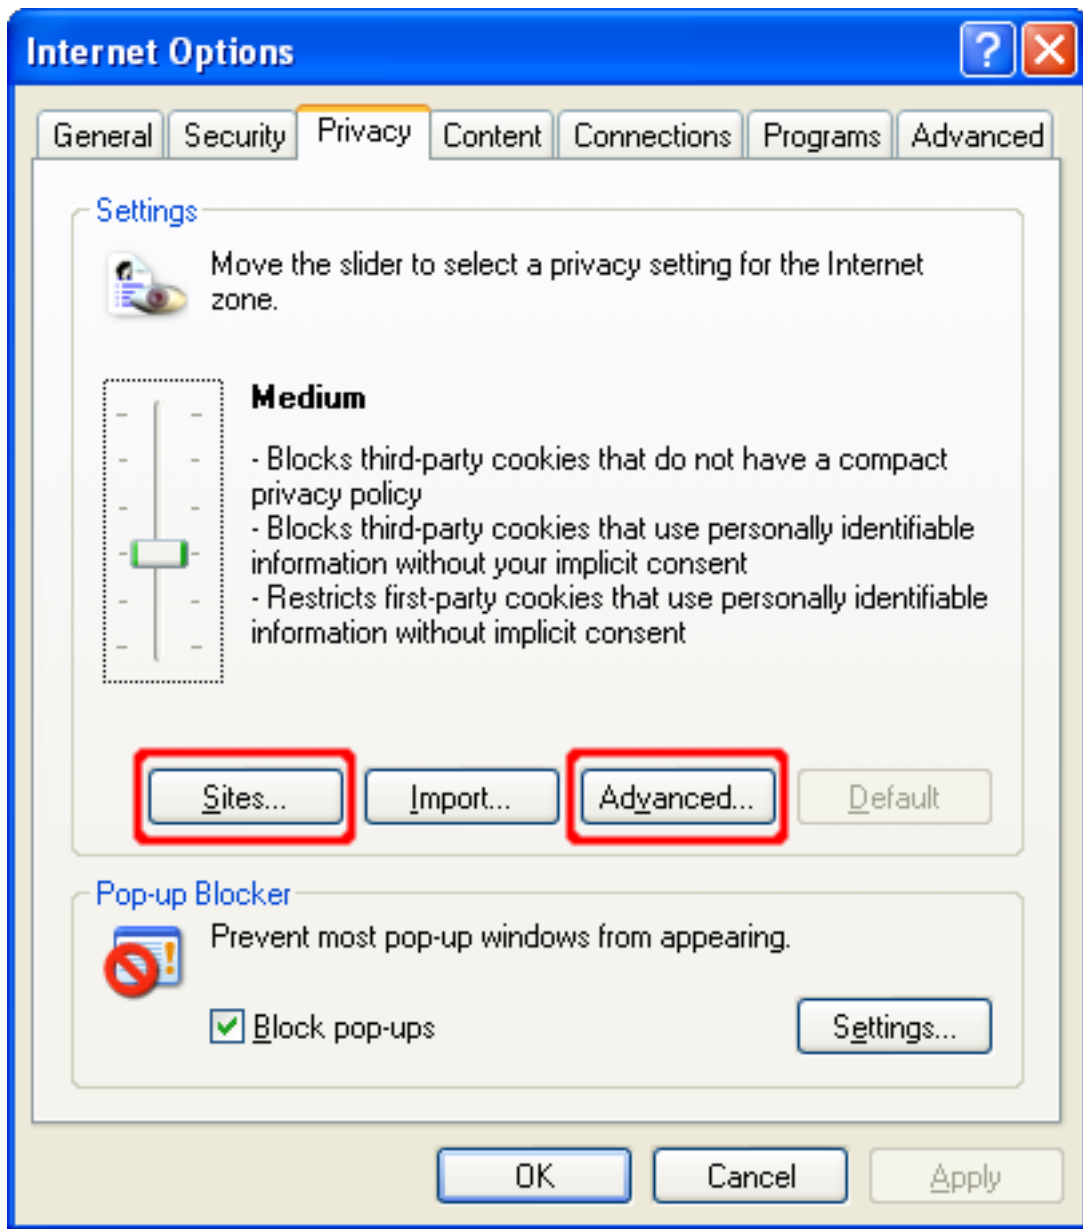 Internet Options
General Security Privacy Content Connections Programs Advanced
Settings
Move the slider to select a privacy setting for the Internet
zone.
Medium
- Blocks third-party cookies that do not have a compact
privacy policy
- Blocks third-party cookies that use personally identifiable
information without your implicit consent
- Restricts first-party cookies that use personally identifiable
information without implicit consent
Sites... Import... Advanced... Default
Pop-up Blocker
Prevent most pop-up windows from appearing.
Block pop-ups Settings...
OK Cancel Apply